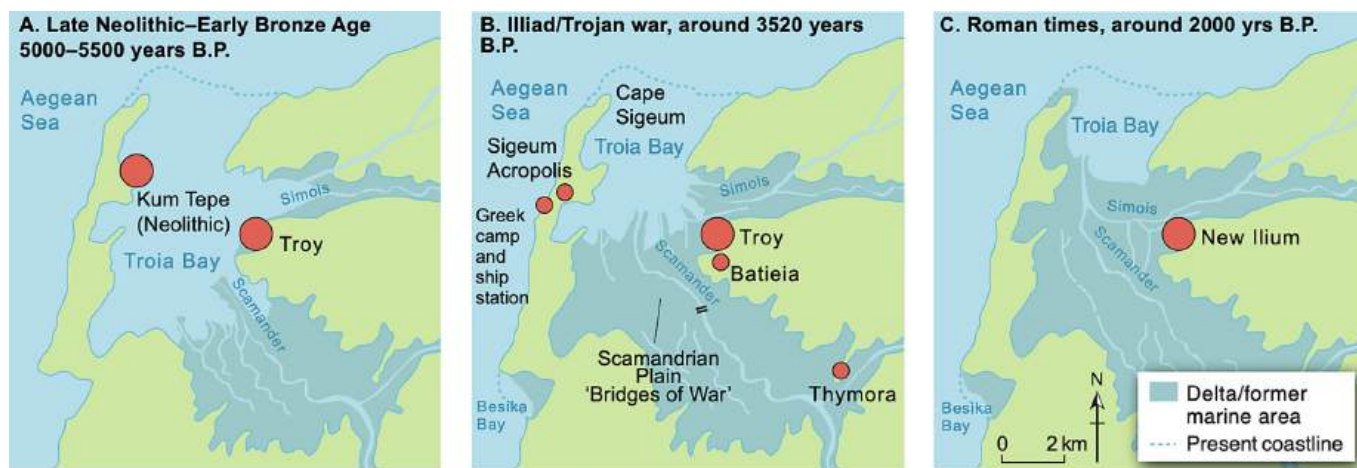 A. Late Neolithic–Early Bronze Age
5000–5500 years B.P.
Aegean
Sea
Kum Tepe
(Neolithic)
Simois
Troy
Troia Bay
Scamander
B. Illiad/Trojan war, around 3520 years
B.P.
Cape
Sigeum
Troia Bay
Sigeum
Acropolis
Simois
Greek
camp
and
ship
station
Troy
Batieia
Scamander
Scamandrian
Plain
‘Bridges of War’
Thymora
Besika
Bay
C. Roman times, around 2000 yrs B.P.
Aegean
Sea
Troia Bay
Simois
New Ilium
Scamander
Besika
Bay
N
0 2 km
Delta/former
marine area
Present coastline